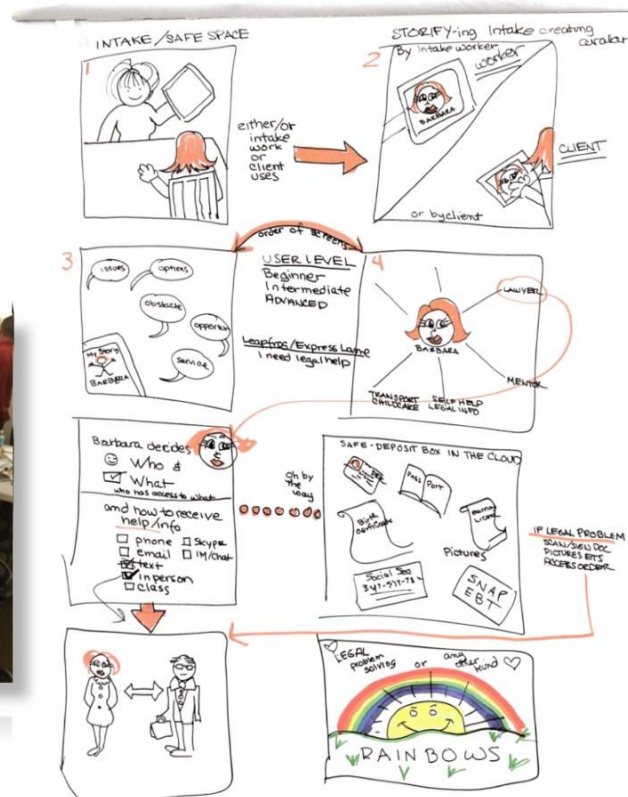 INTAKE/SAFE SPACE
1
either/or
intake
work
or
client
uses
STORIFY-ing Intake creating
avatar
2
By Intake worker
worker
BARBARA
CLIENT
or by client
order of screens
3
issues
options
obstacle
service
My Story
BARBARA
USER LEVEL
Beginner
Intermediate
ADVANCED
Leapfrog/Express Lane
I need legal help
4
LAWYER
BARBARA
MENTOR
TRANSPORT
CHILDCARE
SELF HELP
LEGAL INFO
Barbara decides
Who &
What
who has access to what
and how to receive
help/info
phone
Skype
email
IM/Chat
text
in person
class
oh by
the
way
SAFE-DEPOSIT BOX IN THE CLOUD
Pass Port
Birth
certificate
Pictures
Social Sec
SNAP
EBT
IF LEGAL PROBLEM
SCAN/SIGN DOC
PICTURES ETS
ACCESS ORDER
LEGAL
problem
solving
or
any
other
kind
RAINBOWS